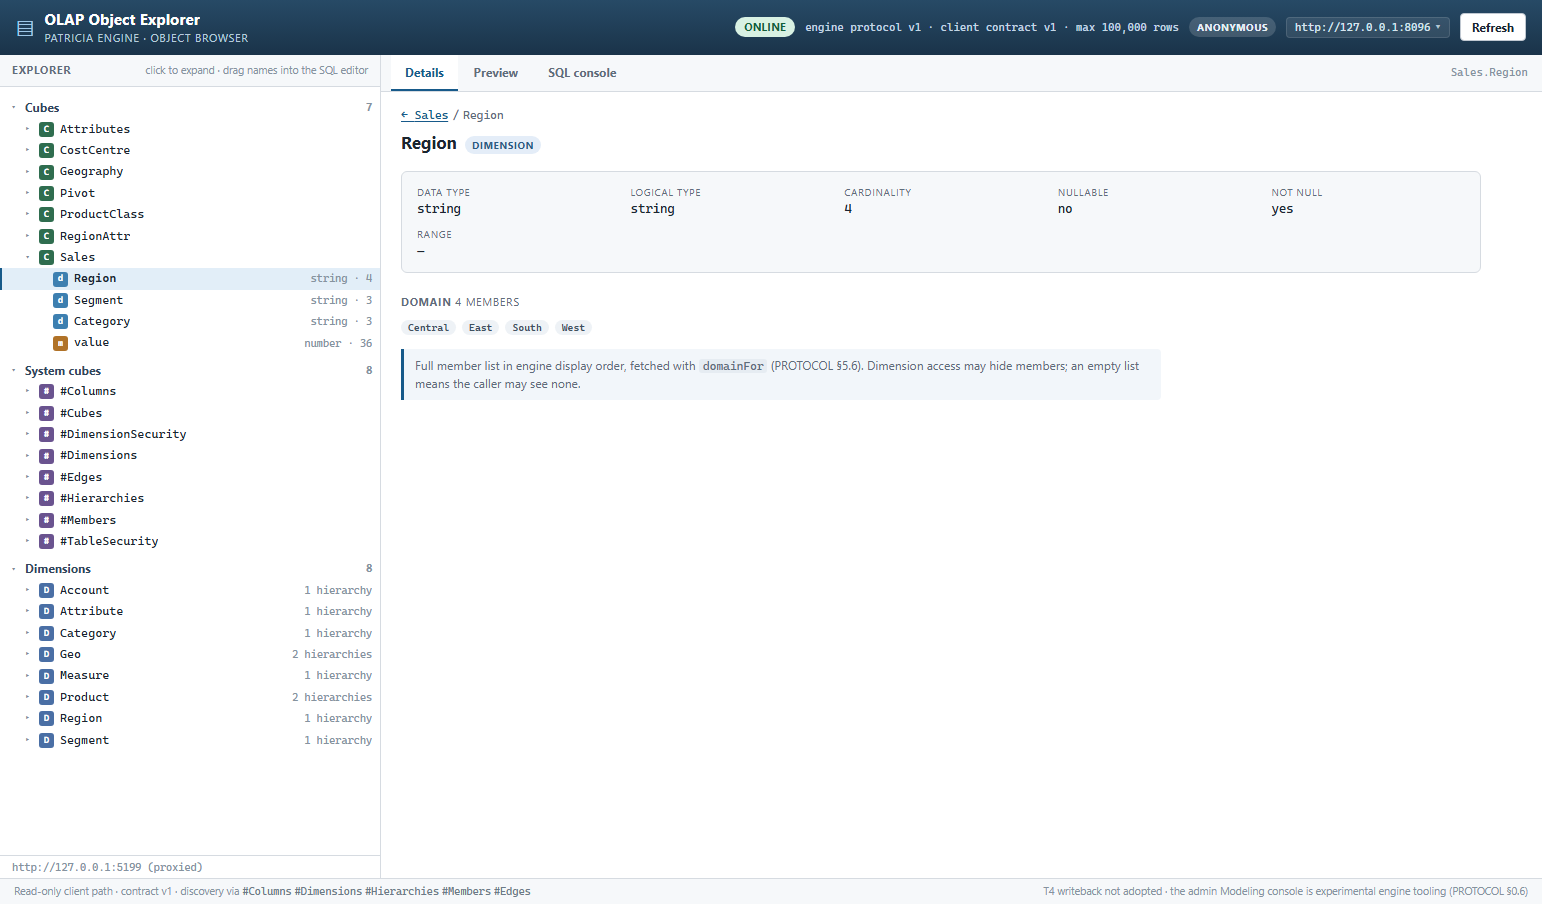 OLAP Object Explorer
PATRICIA ENGINE · OBJECT BROWSER
ONLINE engine protocol v1 · client contract v1 · max 100,000 rows ANONYMOUS http://127.0.0.1:8096 Refresh
EXPLORER click to expand · drag names into the SQL editor
Details Preview SQL console Sales.Region
Cubes 7
C Attributes
C CostCentre
C Geography
C Pivot
C ProductClass
C RegionAttr
C Sales
d Region string · 4
d Segment string · 3
d Category string · 3
m value number · 36
System cubes 8
# #Columns
# #Cubes
# #DimensionSecurity
# #Dimensions
# #Edges
# #Hierarchies
# #Members
# #TableSecurity
Dimensions 8
D Account 1 hierarchy
D Attribute 1 hierarchy
D Category 1 hierarchy
D Geo 2 hierarchies
D Measure 1 hierarchy
D Product 2 hierarchies
D Region 1 hierarchy
D Segment 1 hierarchy
http://127.0.0.1:5199 (proxied)
← Sales / Region
Region DIMENSION
DATA TYPE LOGICAL TYPE CARDINALITY NULLABLE NOT NULL
string string 4 no yes
RANGE
—
DOMAIN 4 MEMBERS
Central East South West
Full member list in engine display order, fetched with domainFor (PROTOCOL §5.6). Dimension access may hide members; an empty list
means the caller may see none.
Read-only client path · contract v1 · discovery via #Columns #Dimensions #Hierarchies #Members #Edges
T4 writeback not adopted · the admin Modeling console is experimental engine tooling (PROTOCOL §0.6)